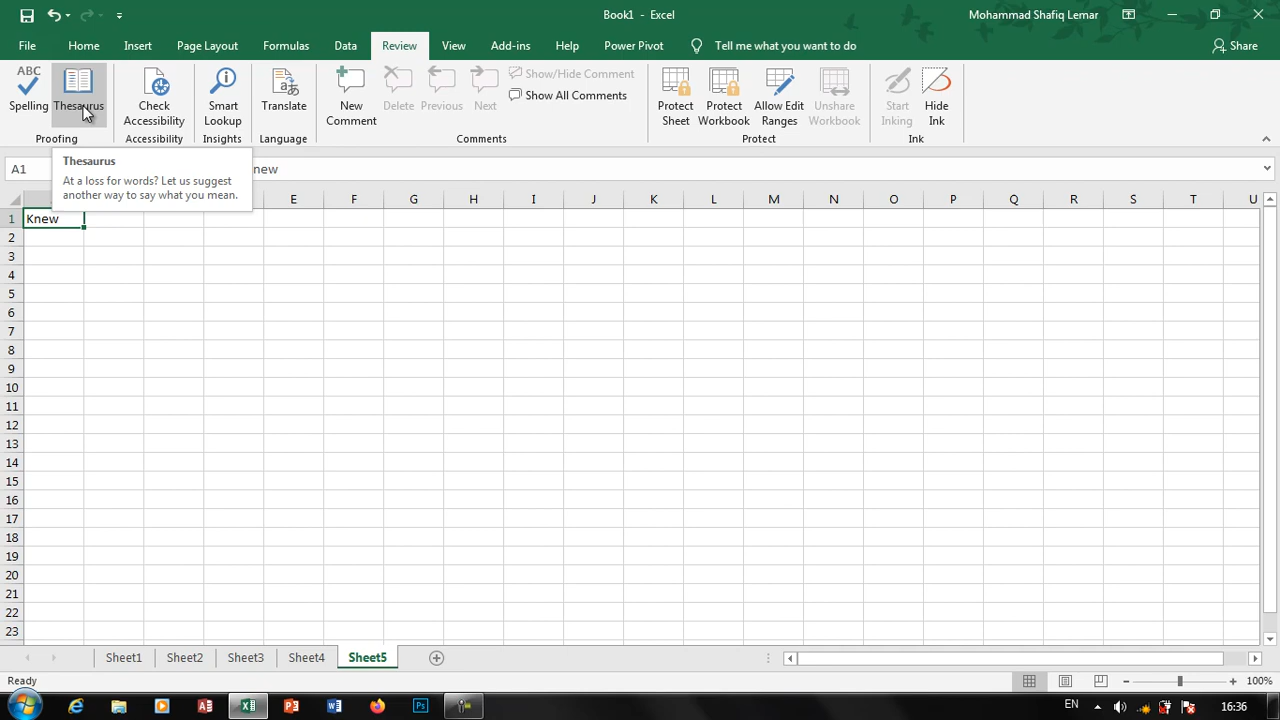 Book1 - Excel
Mohammad Shafiq Lemar
File Home Insert Page Layout Formulas Data Review View Add-ins Help Power Pivot Tell me what you want to do Share
ABC
Spelling Thesaurus Check Accessibility Smart Lookup Translate New Comment Delete Previous Next Show/Hide Comment
Show All Comments
Protect Sheet Protect Workbook Allow Edit Ranges Unshare Workbook Start Inking Hide Ink
Proofing Accessibility Insights Language Comments Protect Ink
A1 new
Thesaurus
At a loss for words? Let us suggest
another way to say what you mean.
E F G H I J K L M N O P Q R S T U
1 Knew
2
3
4
5
6
7
8
9
10
11
12
13
14
15
16
17
18
19
20
21
22
23
Sheet1 Sheet2 Sheet3 Sheet4 Sheet5
Ready 100%
EN 16:36